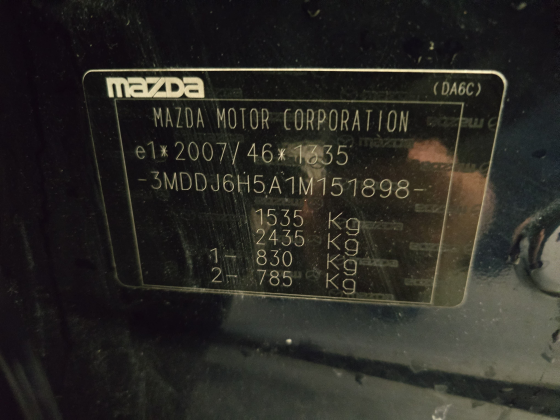 mazda (DA6C)
MAZDA MOTOR CORPORATION
e1*2007/46*1335
-3MDDJ6H5A1M151898-
1535 Kg
2435 Kg
1- 830 Kg
2- 785 Kg